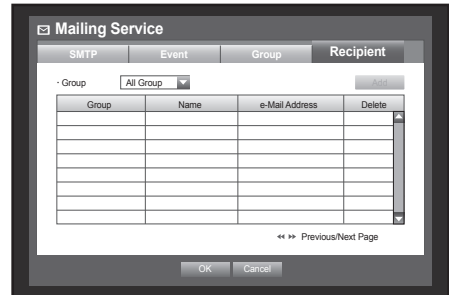 Mailing Service
SMTP Event Group Recipient
· Group All Group Add
Group Name e-Mail Address Delete
Previous/Next Page
OK Cancel